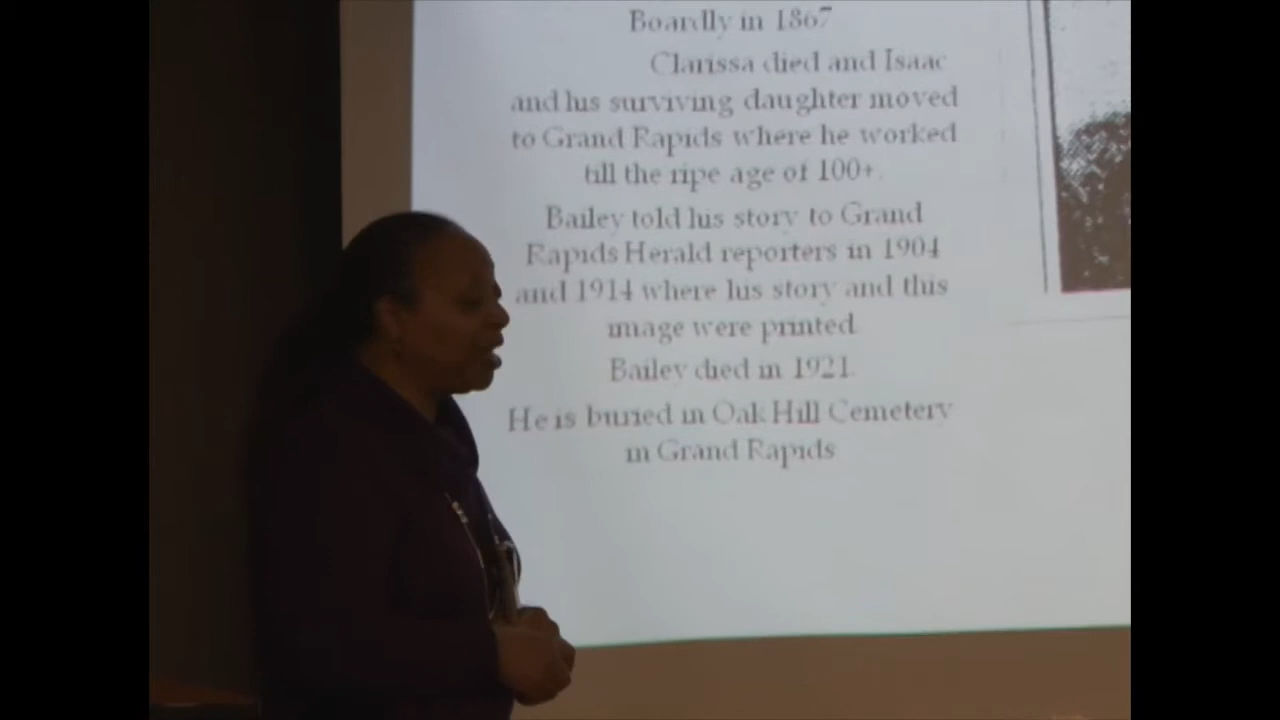 Boardly in 1867
Clarissa died and Isaac
and his surviving daughter moved
to Grand Rapids where he worked
till the ripe age of 100+.
Bailey told his story to Grand
Rapids Herald reporters in 1904
and 1914 where his story and this
image were printed
Bailey died in 1921.
He is buried in Oak Hill Cemetery
in Grand Rapids